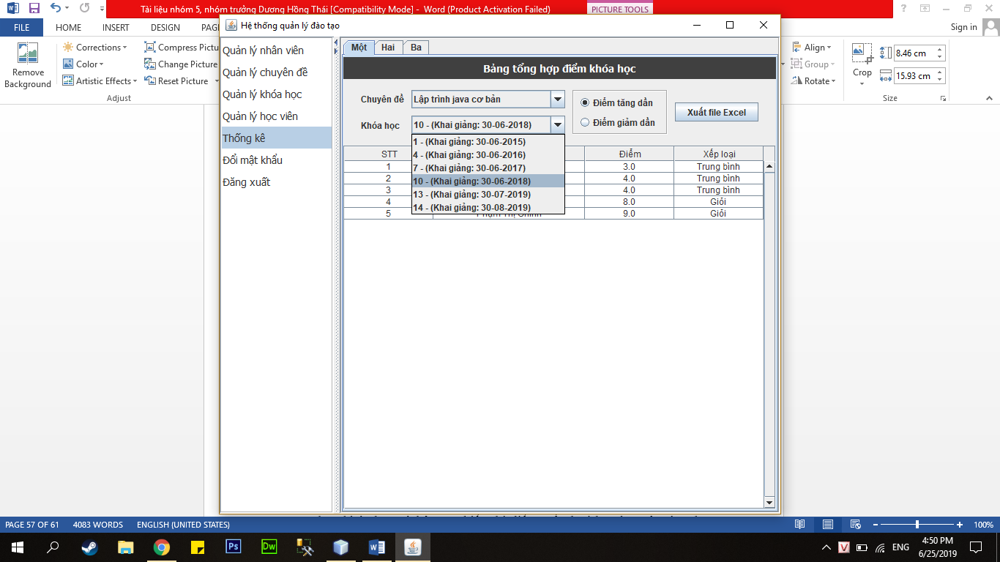 Tài liệu nhóm 5, nhóm trưởng Dương Hồng Thái [Compatibility Mode] - Word (Product Activation Failed)
PICTURE TOOLS
FILE HOME INSERT DESIGN
Sign in
Hệ thống quản lý đào tạo
Corrections
Color
Artistic Effects
Compress Pictu
Change Picture
Reset Picture
Remove Background
Adjust
Align
Group
Rotate
Crop
8.46 cm
15.93 cm
Size
Quản lý nhân viên
Quản lý chuyên đề
Quản lý khóa học
Quản lý học viên
Thống kê
Đổi mật khẩu
Đăng xuất
Một Hai Ba
Bảng tổng hợp điểm khóa học
Chuyên đề Lập trình java cơ bản
Khóa học 10 - (Khai giảng: 30-06-2018)
Điểm tăng dần
Điểm giảm dần
Xuất file Excel
1 - (Khai giảng: 30-06-2015)
4 - (Khai giảng: 30-06-2016)
7 - (Khai giảng: 30-06-2017)
10 - (Khai giảng: 30-06-2018)
13 - (Khai giảng: 30-07-2019)
14 - (Khai giảng: 30-08-2019)
STT Điểm Xếp loại
1 3.0 Trung bình
2 4.0 Trung bình
3 4.0 Trung bình
4 8.0 Giỏi
5 9.0 Giỏi
PAGE 57 OF 61 4083 WORDS ENGLISH (UNITED STATES)
100%
Ps
Dw
ENG
4:50 PM
6/25/2019